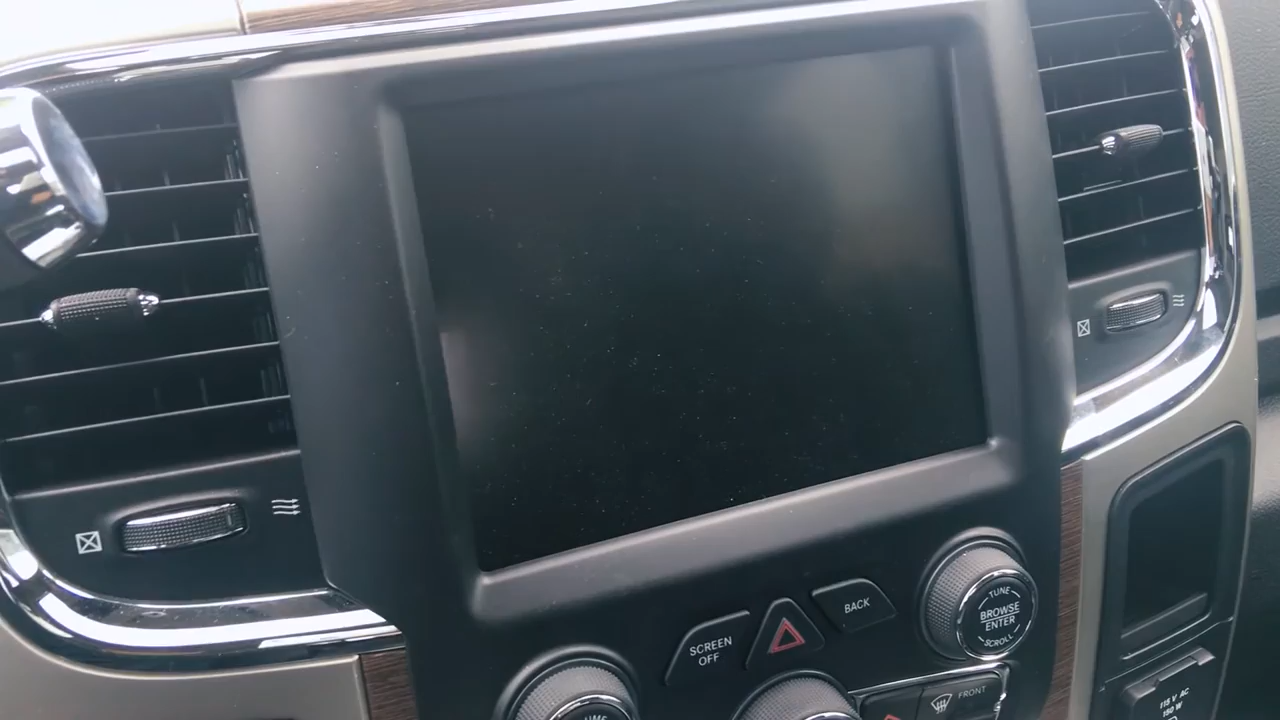 SCREEN
OFF
BACK
TUNE
BROWSE
ENTER
SCROLL
FRONT
115 V AC
150 W